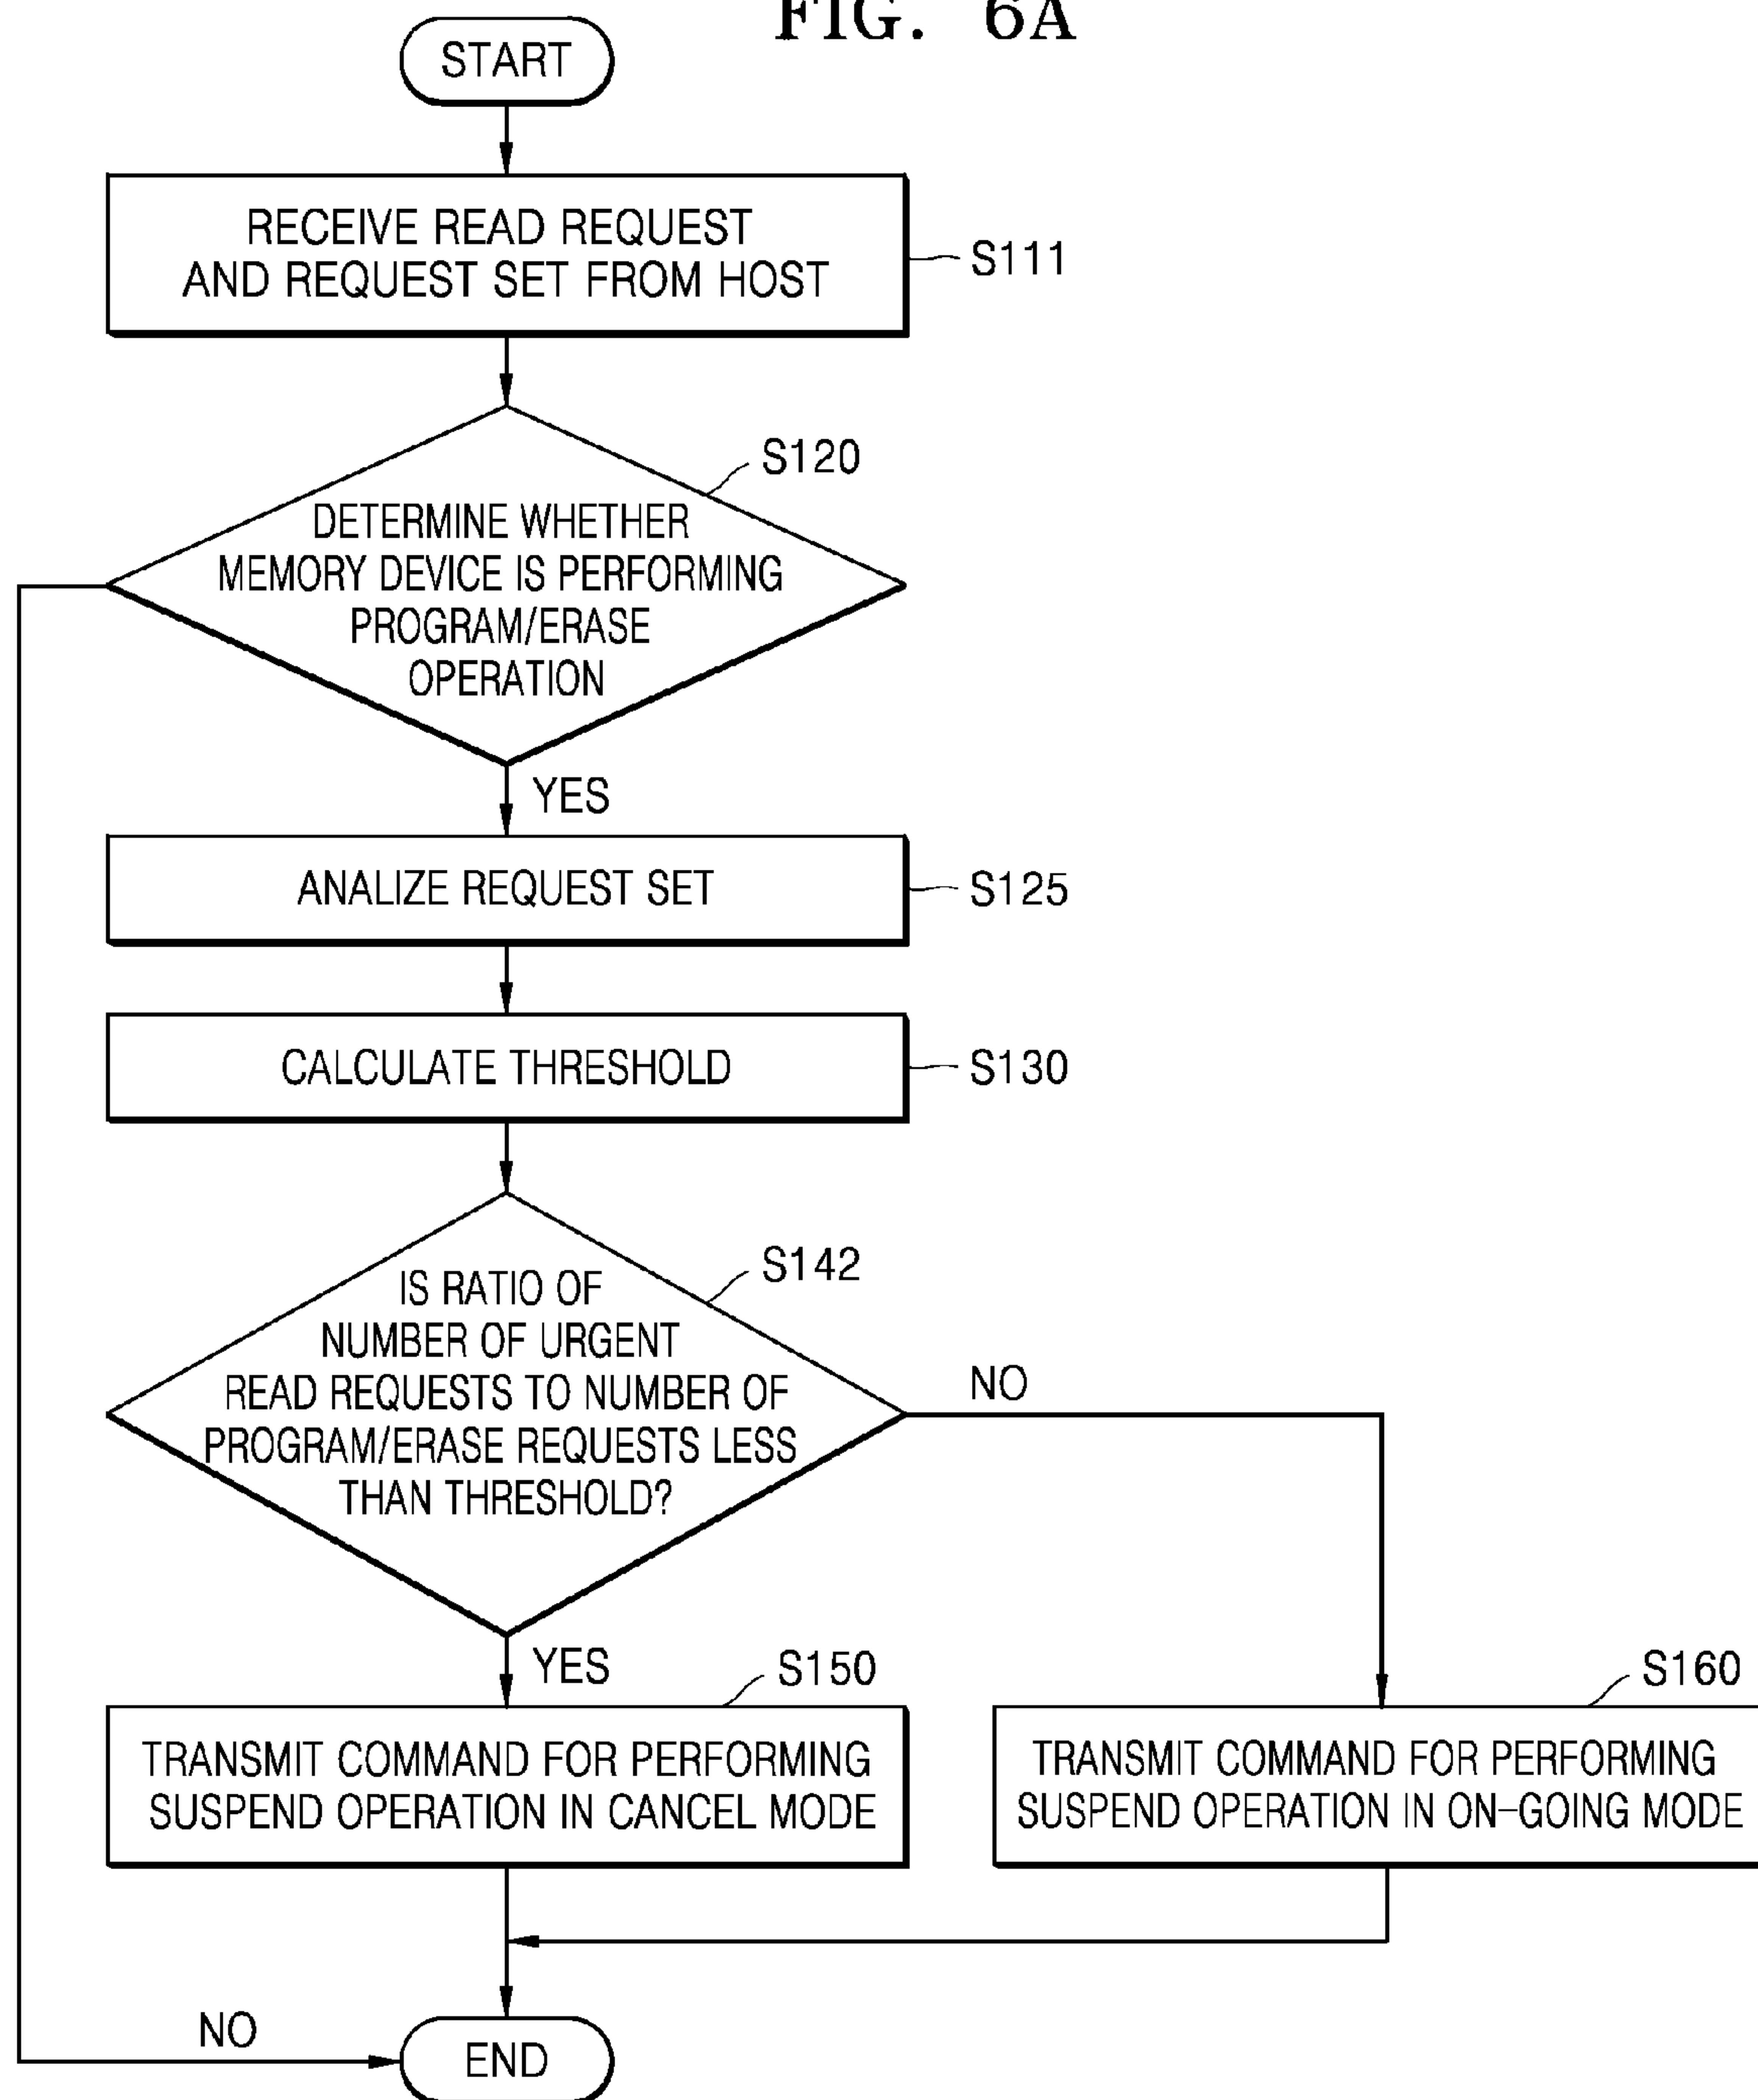 FIG. 6A
START
RECEIVE READ REQUEST
AND REQUEST SET FROM HOST
S111
S120
DETERMINE WHETHER
MEMORY DEVICE IS PERFORMING
PROGRAM/ERASE
OPERATION
YES
ANALIZE REQUEST SET
S125
CALCULATE THRESHOLD
S130
S142
IS RATIO OF
NUMBER OF URGENT
READ REQUESTS TO NUMBER OF
PROGRAM/ERASE REQUESTS LESS
THAN THRESHOLD?
NO
YES
S150
S160
TRANSMIT COMMAND FOR PERFORMING
SUSPEND OPERATION IN CANCEL MODE
TRANSMIT COMMAND FOR PERFORMING
SUSPEND OPERATION IN ON-GOING MODE
NO
END